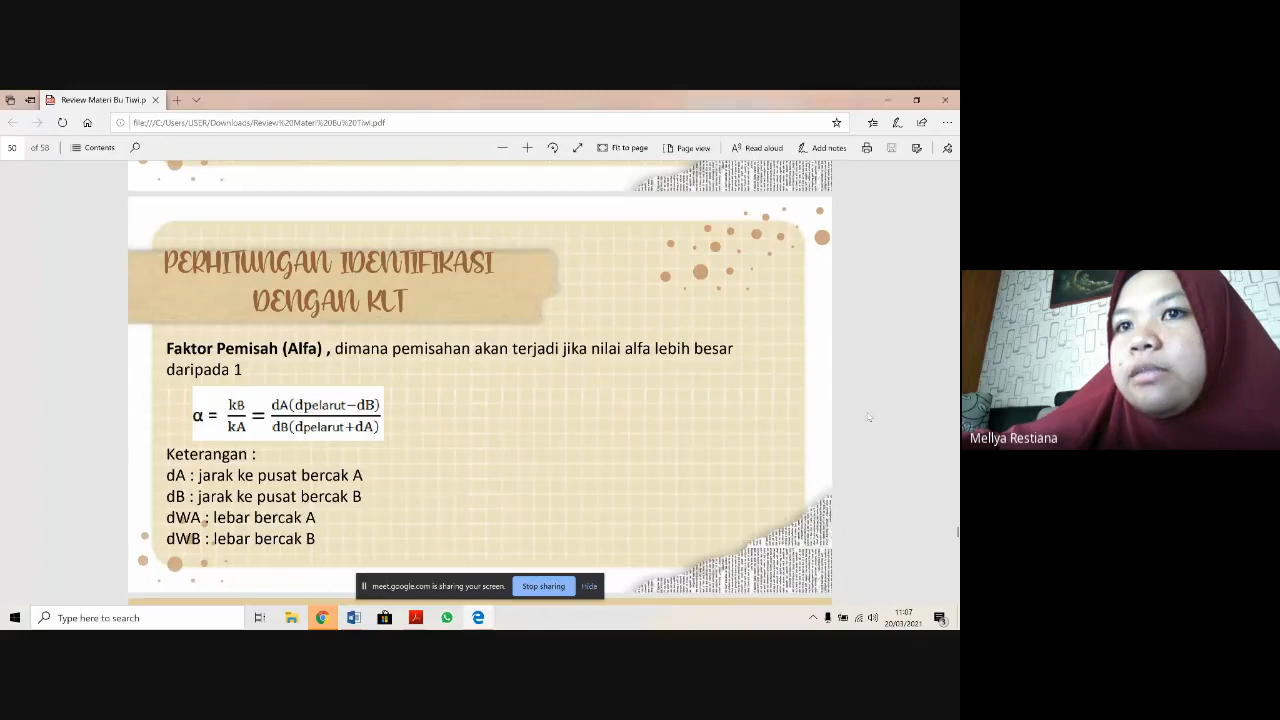 Review Materi Bu Tiwi.p
file:///C:/Users/USER/Downloads/Review%20Materi%20Bu%20Tiwi.pdf
50 of 58
Contents
Fit to page
Page view
Read aloud
Add notes
PERHITUNGAN IDENTIFIKASI
DENGAN KLT
Faktor Pemisah (Alfa) , dimana pemisahan akan terjadi jika nilai alfa lebih besar
daripada 1
α = kB/kA = dA(dpelarut−dB)/dB(dpelarut+dA)
Keterangan :
dA : jarak ke pusat bercak A
dB : jarak ke pusat bercak B
dWA : lebar bercak A
dWB : lebar bercak B
Mellya Restiana
meet.google.com is sharing your screen.
Stop sharing
Hide
Type here to search
11:07
20/03/2021